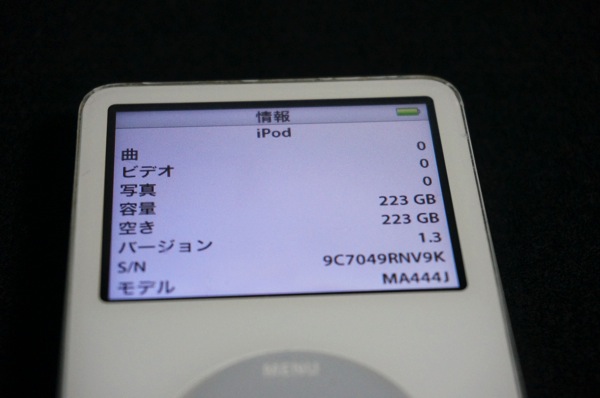 情報
iPod
曲 0
ビデオ 0
写真 0
容量 223 GB
空き 223 GB
バージョン 1.3
S/N 9C7049RNV9K
モデル MA444J
MENU